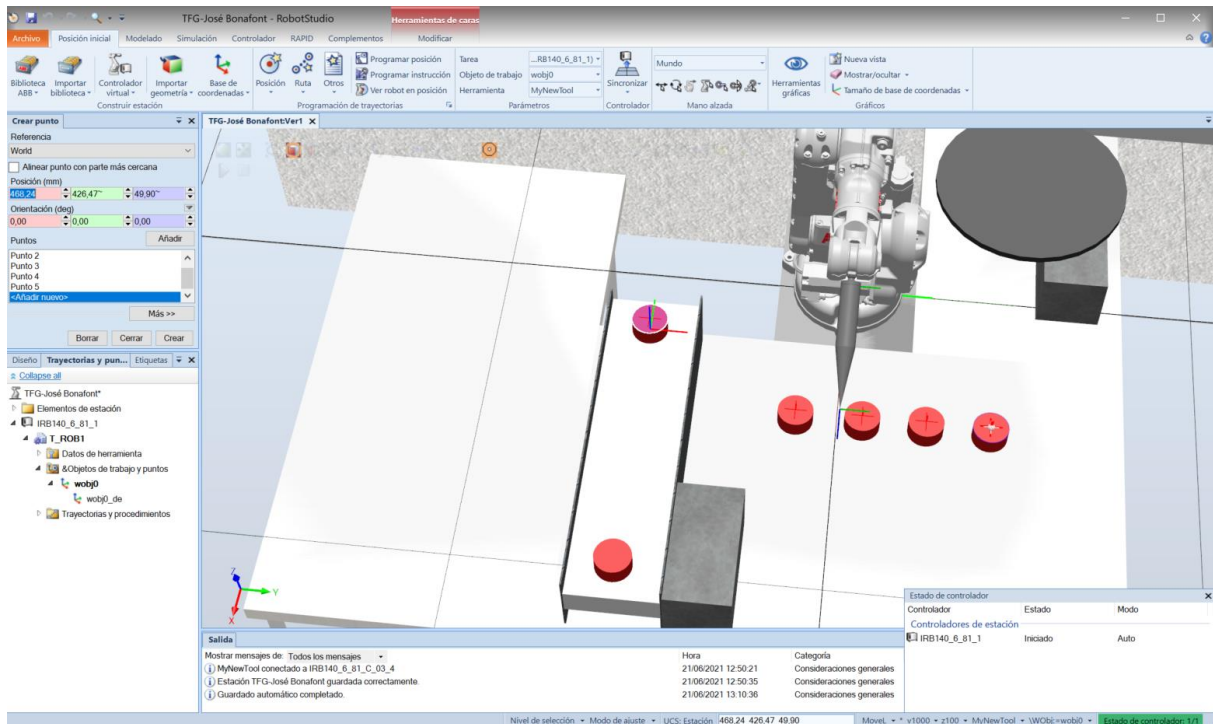 TFG-José Bonafont - RobotStudio
Herramientas de caras
Archivo Posición inicial Modelado Simulación Controlador RAPID Complementos Modificar
Biblioteca ABB
Importar biblioteca
Controlador virtual
Importar geometría
Base de coordenadas
Construir estación
Posición
Ruta
Otros
Programar posición
Programar instrucción
Ver robot en posición
Programación de trayectorias
Tarea ...RB140_6_81_1)
Objeto de trabajo wobj0
Herramienta MyNewTool
Parámetros
Sincronizar
Controlador
Mundo
Mano alzada
Herramientas gráficas
Nueva vista
Mostrar/ocultar
Tamaño de base de coordenadas
Gráficos
Crear punto
Referencia
World
Alinear punto con parte más cercana
Posición (mm)
468,24 426,47~ 49,90~
Orientación (deg)
0,00 0,00 0,00
Puntos Añadir
Punto 2
Punto 3
Punto 4
Punto 5
<Añadir nuevo>
Más >>
Borrar Cerrar Crear
Diseño Trayectorias y pun... Etiquetas
Collapse all
TFG-José Bonafont*
Elementos de estación
IRB140_6_81_1
T_ROB1
Datos de herramienta
&Objetos de trabajo y puntos
wobj0
wobj0_de
Trayectorias y procedimientos
TFG-José Bonafont:Ver1
Z
Y
X
Estado de controlador
Controlador Estado Modo
Controladores de estación
IRB140_6_81_1 Iniciado Auto
Salida
Mostrar mensajes de: Todos los mensajes Hora Categoría
MyNewTool conectado a IRB140_6_81_C_03_4 21/06/2021 12:50:21 Consideraciones generales
Estación TFG-José Bonafont guardada correctamente. 21/06/2021 12:50:35 Consideraciones generales
Guardado automático completado. 21/06/2021 13:10:36 Consideraciones generales
Nivel de selección Modo de ajuste UCS: Estación 468,24 426,47 49,90 MoveL * v1000 z100 MyNewTool \WObj:=wobj0 Estado de controlador: 1/1